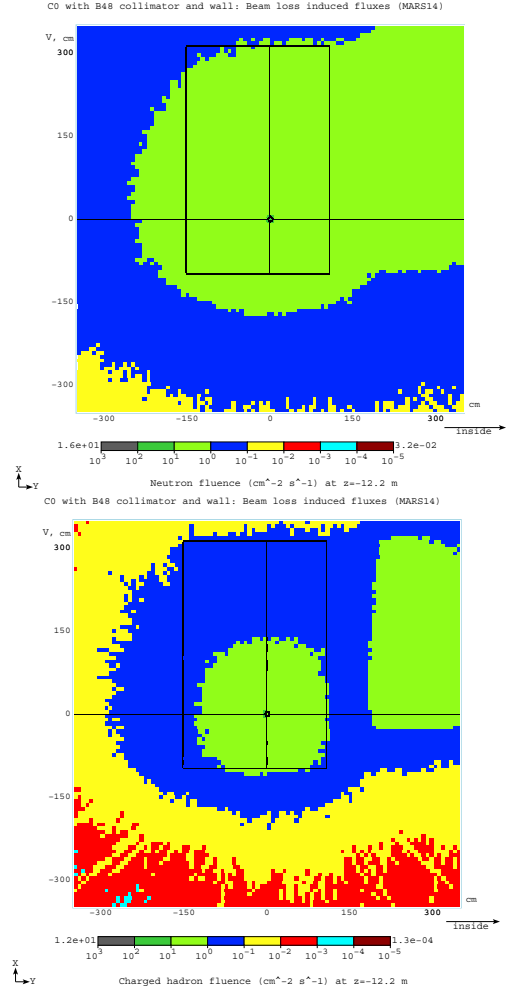 C0 with B48 collimator and wall: Beam loss induced fluxes (MARS14)
V, cm
300
150
0
−150
−300
cm
−300 −150 0 150 300
inside
1.6e+01 3.2e−02
10^3 10^2 10^1 10^0 10^-1 10^-2 10^-3 10^-4 10^-5
X
Y
Neutron fluence (cm^-2 s^-1) at z=-12.2 m
C0 with B48 collimator and wall: Beam loss induced fluxes (MARS14)
V, cm
300
150
0
−150
−300
cm
−300 −150 0 150 300
inside
1.2e+01 1.3e−04
10^3 10^2 10^1 10^0 10^-1 10^-2 10^-3 10^-4 10^-5
X
Y
Charged hadron fluence (cm^-2 s^-1) at z=-12.2 m